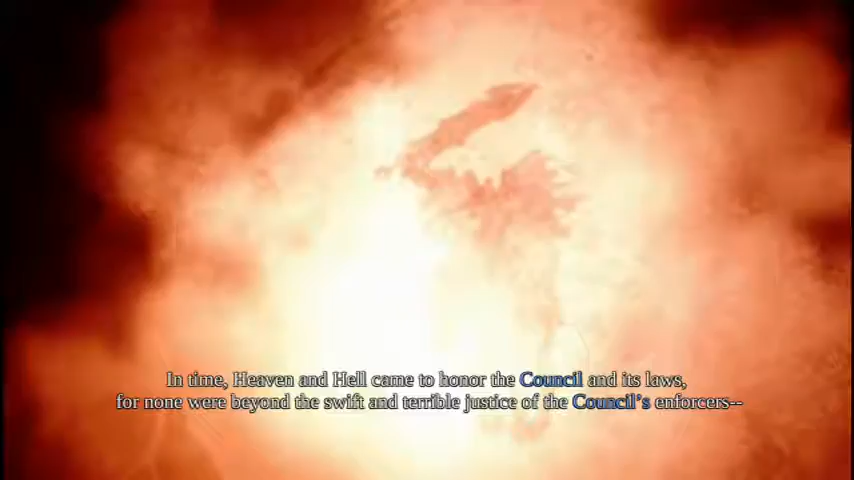 In time, Heaven and Hell came to honor the Council and its laws,
for none were beyond the swift and terrible justice of the Council's enforcers--